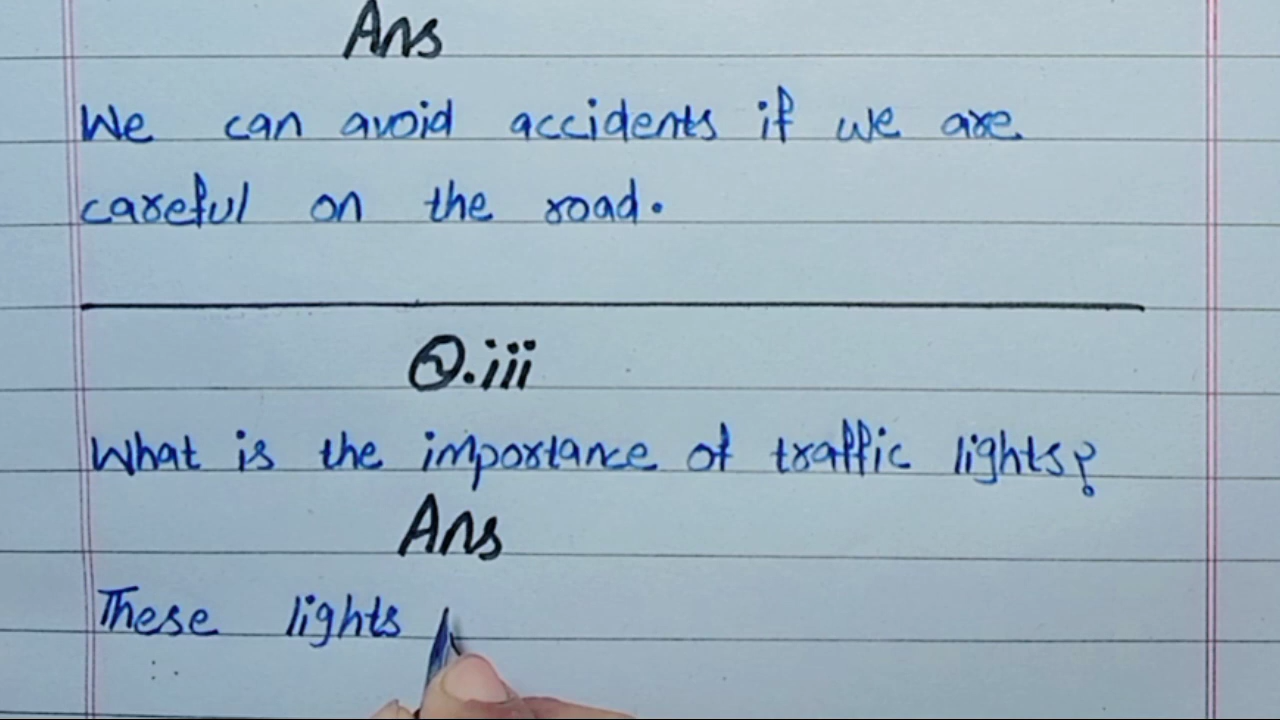 Ans
We can avoid accidents if we are
careful on the road.
Q.iii
What is the importance of traffic lights?
Ans
These lights